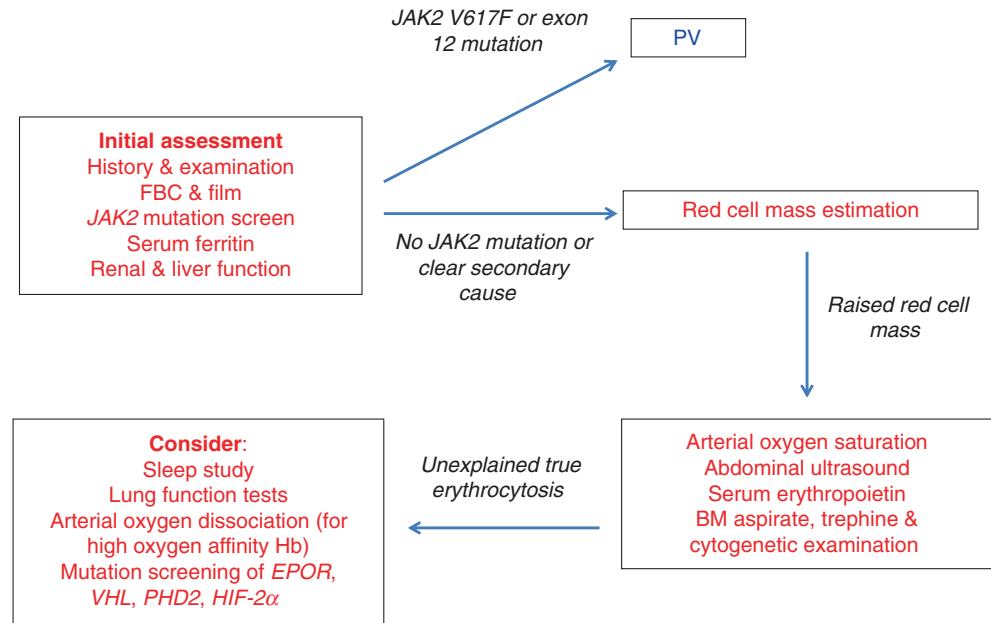 JAK2 V617F or exon
12 mutation
PV
Initial assessment
History & examination
FBC & film
JAK2 mutation screen
Serum ferritin
Renal & liver function
No JAK2 mutation or
clear secondary
cause
Red cell mass estimation
Raised red cell
mass
Arterial oxygen saturation
Abdominal ultrasound
Serum erythropoietin
BM aspirate, trephine &
cytogenetic examination
Unexplained true
erythrocytosis
Consider:
Sleep study
Lung function tests
Arterial oxygen dissociation (for
high oxygen affinity Hb)
Mutation screening of EPOR,
VHL, PHD2, HIF-2α